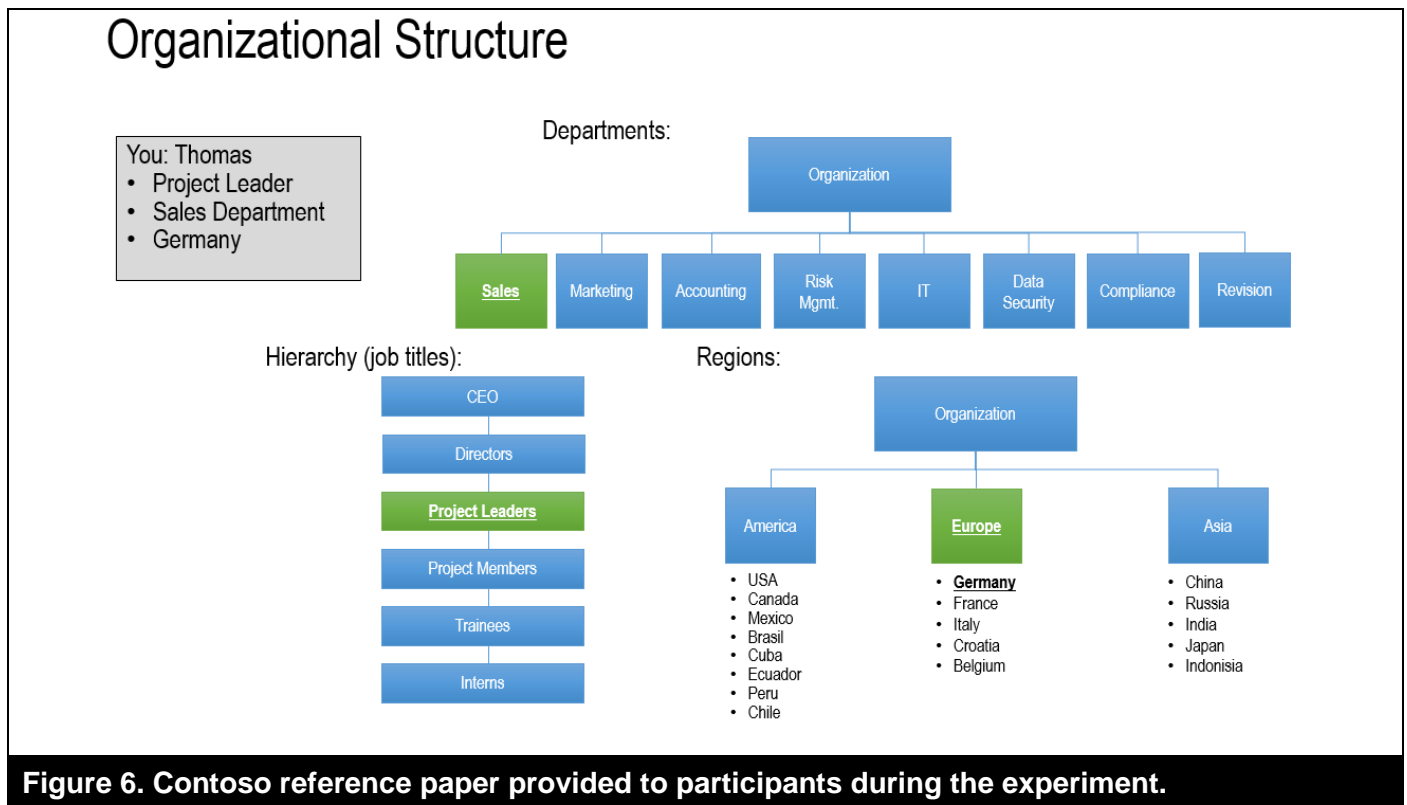 Organizational Structure
You: Thomas
• Project Leader
• Sales Department
• Germany
Departments:
Organization
Sales
Marketing
Accounting
Risk
Mgmt.
IT
Data
Security
Compliance
Revision
Hierarchy (job titles):
CEO
Directors
Project Leaders
Project Members
Trainees
Interns
Regions:
Organization
America
• USA
• Canada
• Mexico
• Brasil
• Cuba
• Ecuador
• Peru
• Chile
Europe
• Germany
• France
• Italy
• Croatia
• Belgium
Asia
• China
• Russia
• India
• Japan
• Indonisia
Figure 6. Contoso reference paper provided to participants during the experiment.